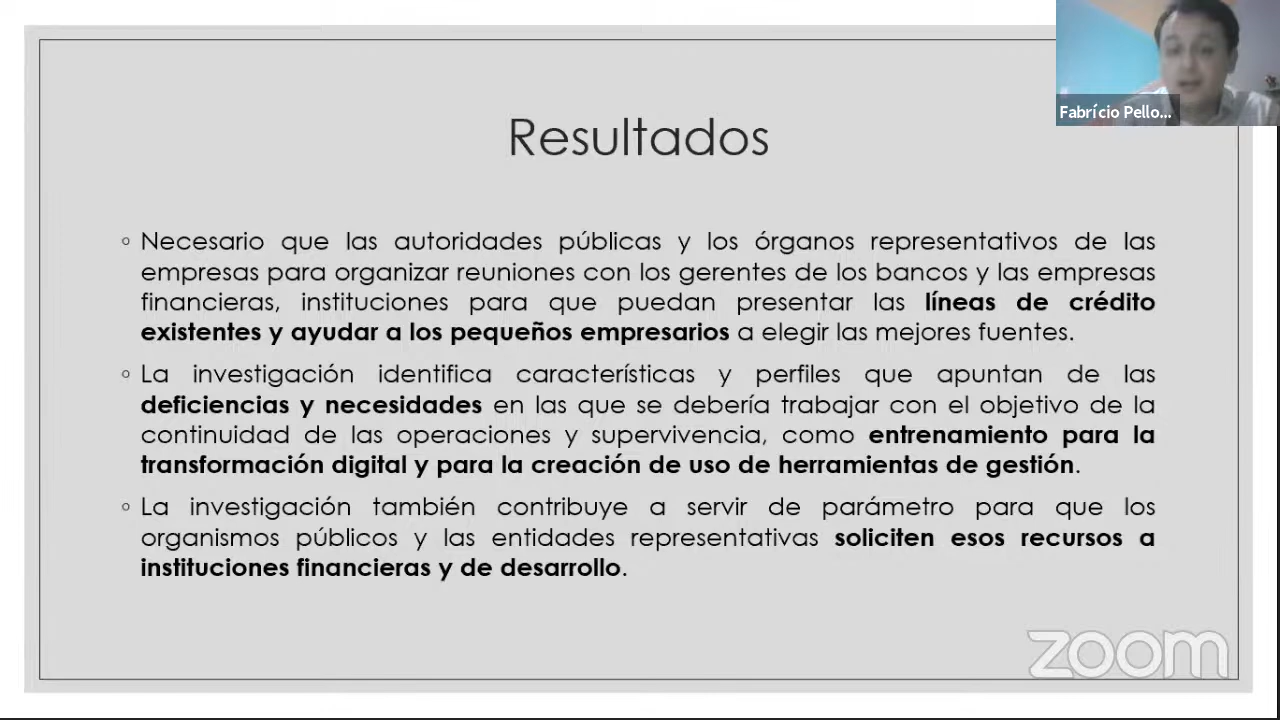 Fabrício Pello...
Resultados
◦ Necesario que las autoridades públicas y los órganos representativos de las
empresas para organizar reuniones con los gerentes de los bancos y las empresas
financieras, instituciones para que puedan presentar las líneas de crédito
existentes y ayudar a los pequeños empresarios a elegir las mejores fuentes.
◦ La investigación identifica características y perfiles que apuntan de las
deficiencias y necesidades en las que se debería trabajar con el objetivo de la
continuidad de las operaciones y supervivencia, como entrenamiento para la
transformación digital y para la creación de uso de herramientas de gestión.
◦ La investigación también contribuye a servir de parámetro para que los
organismos públicos y las entidades representativas soliciten esos recursos a
instituciones financieras y de desarrollo.
zoom